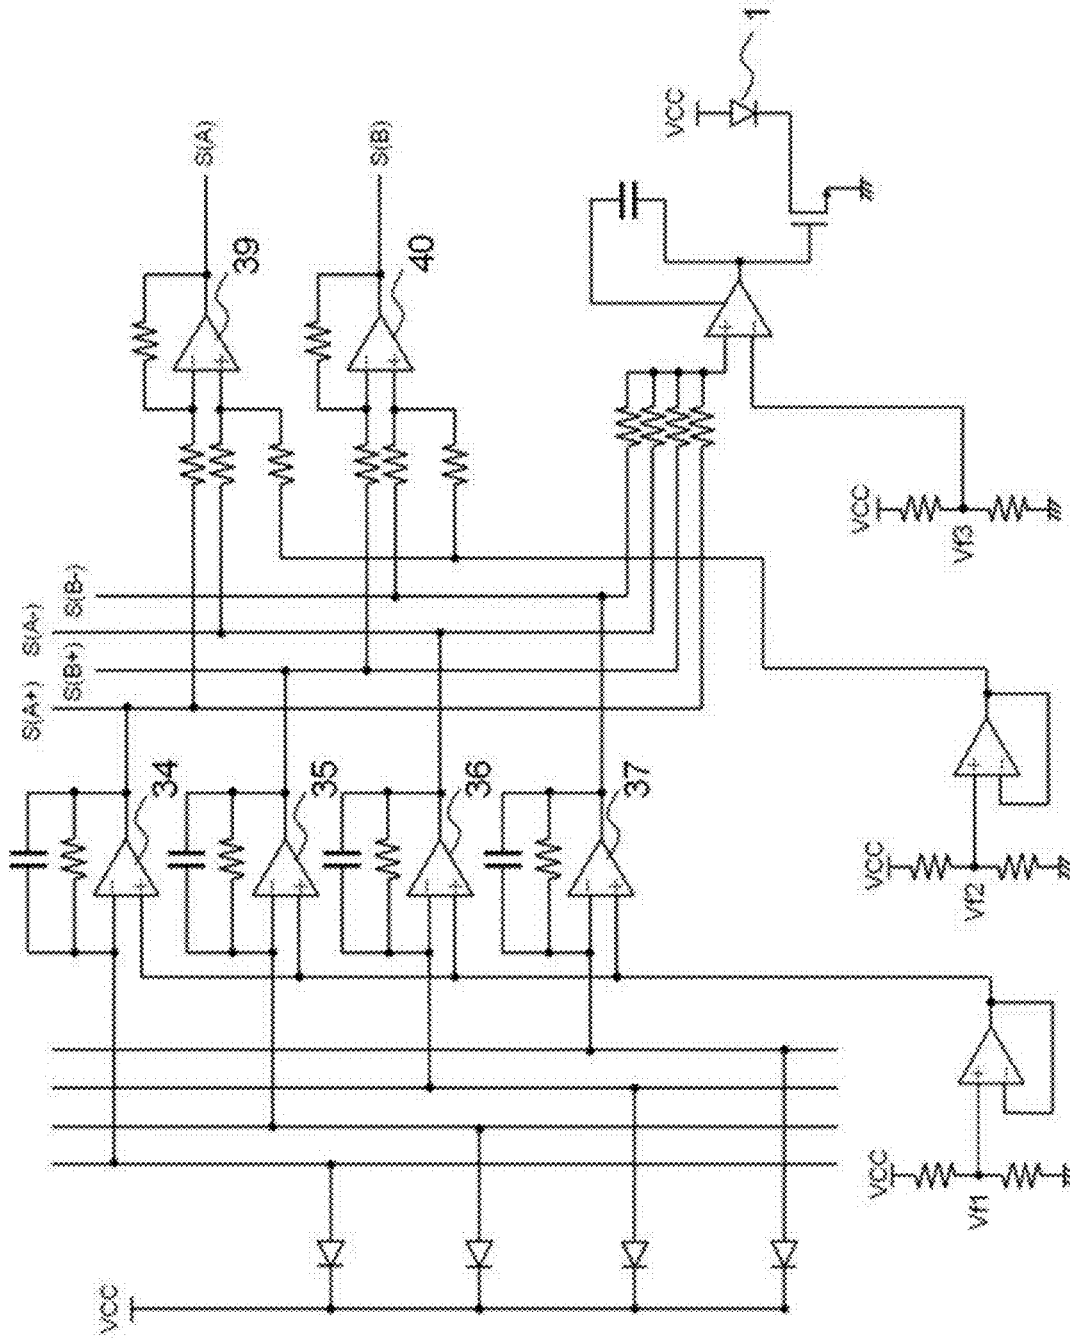 1
VCC
S(A)
S(B)
39
40
S(A+)
S(B+)
S(A-)
S(B-)
34
35
36
37
VCC
Vf3
VCC
Vf2
VCC
Vf1
VCC